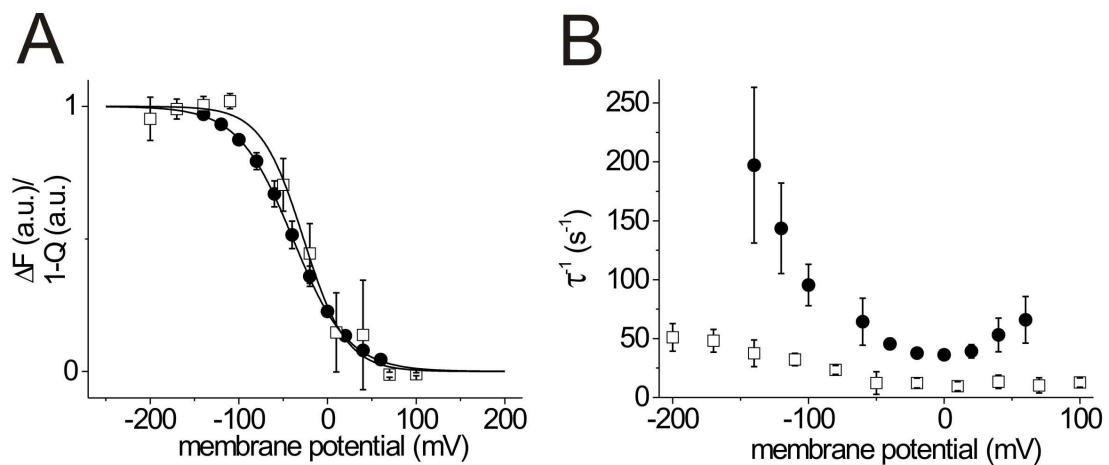 A
ΔF (a.u.)/
1-Q (a.u.)
1
0
-200 -100 0 100 200
membrane potential (mV)
B
τ⁻¹ (s⁻¹)
250
200
150
100
50
0
-200 -100 0 100
membrane potential (mV)